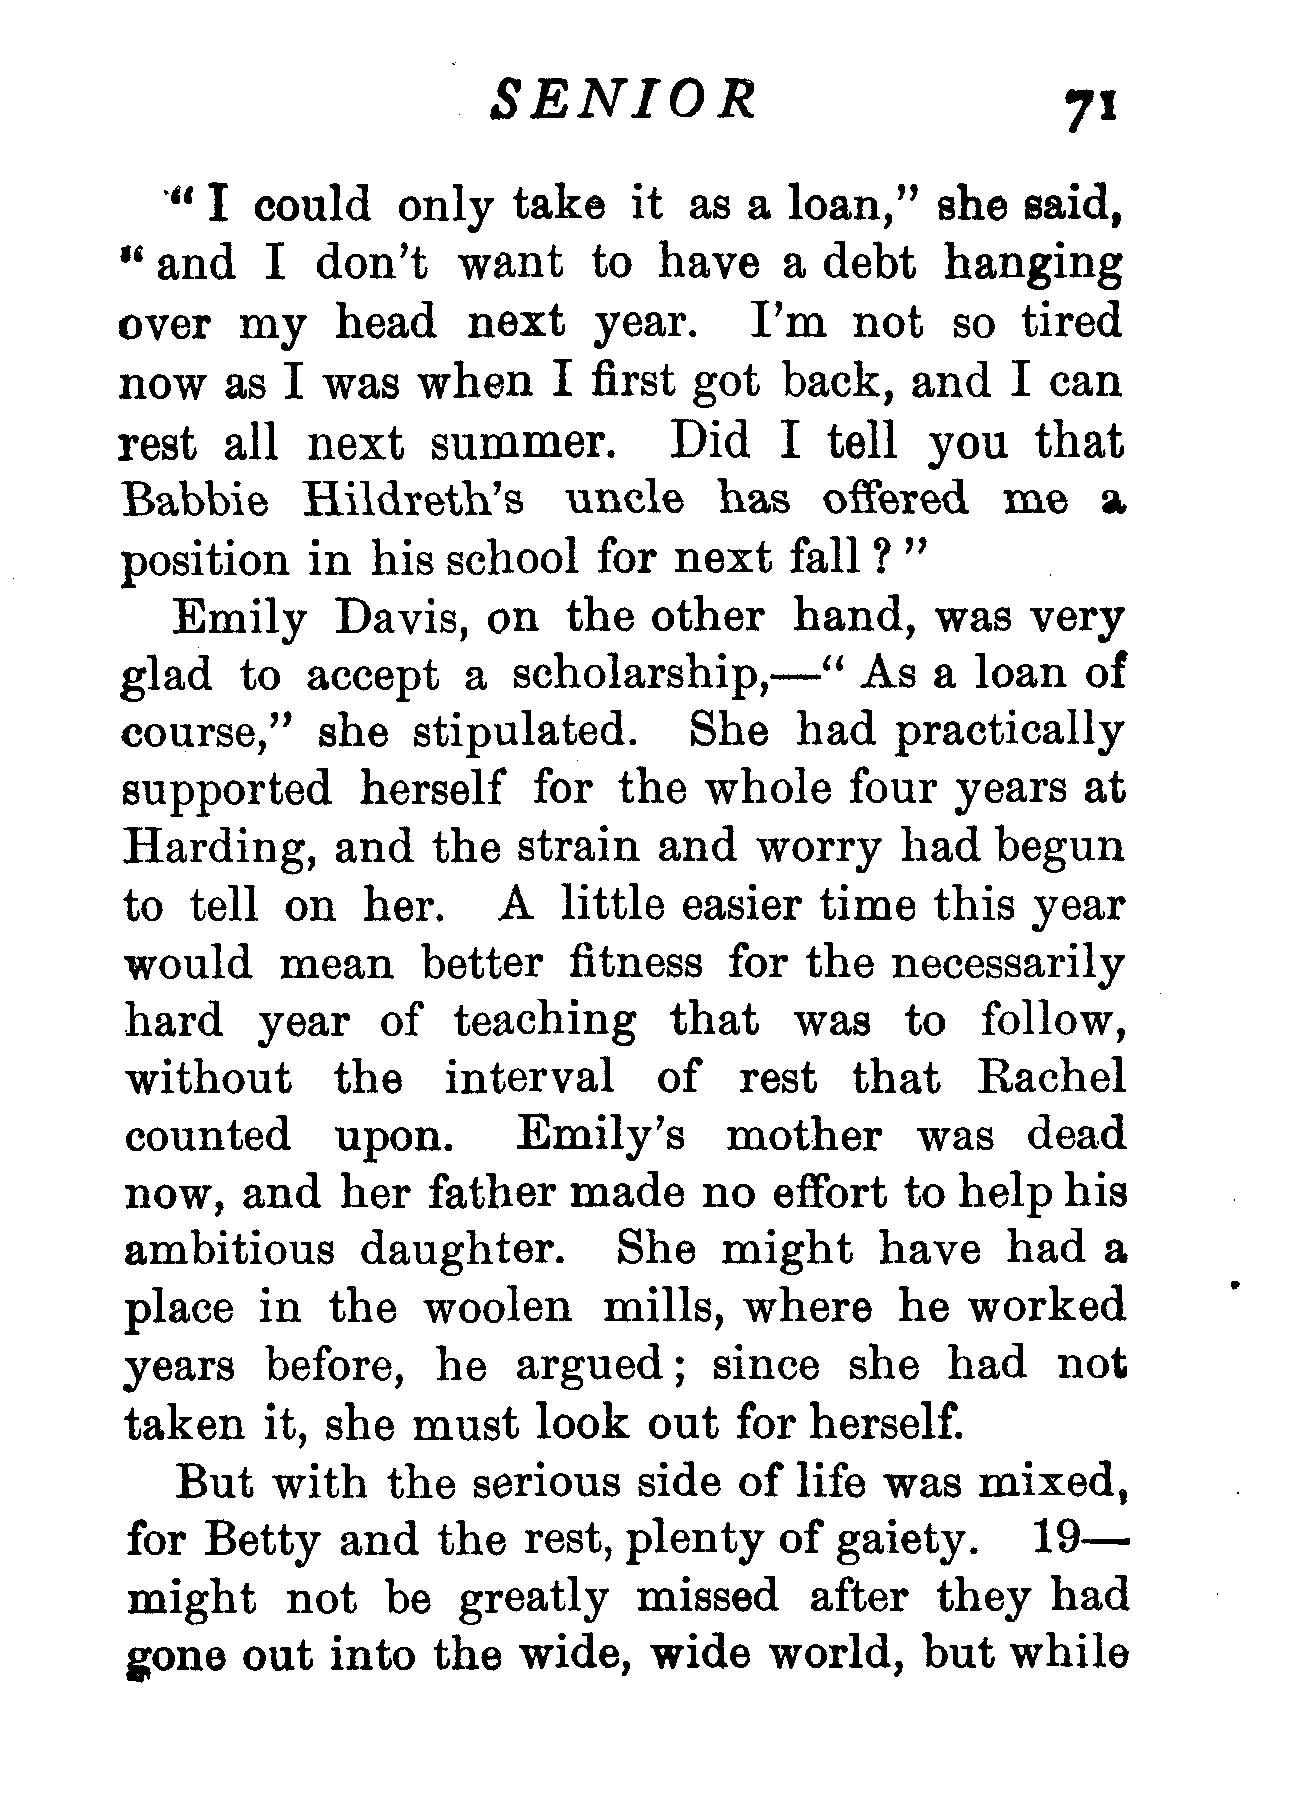 SENIOR 71
"I could only take it as a loan," she said,
"and I don't want to have a debt hanging
over my head next year. I'm not so tired
now as I was when I first got back, and I can
rest all next summer. Did I tell you that
Babbie Hildreth's uncle has offered me a
position in his school for next fall?"
Emily Davis, on the other hand, was very
glad to accept a scholarship,—"As a loan of
course," she stipulated. She had practically
supported herself for the whole four years at
Harding, and the strain and worry had begun
to tell on her. A little easier time this year
would mean better fitness for the necessarily
hard year of teaching that was to follow,
without the interval of rest that Rachel
counted upon. Emily's mother was dead
now, and her father made no effort to help his
ambitious daughter. She might have had a
place in the woolen mills, where he worked
years before, he argued; since she had not
taken it, she must look out for herself.
But with the serious side of life was mixed,
for Betty and the rest, plenty of gaiety. 19—
might not be greatly missed after they had
gone out into the wide, wide world, but while